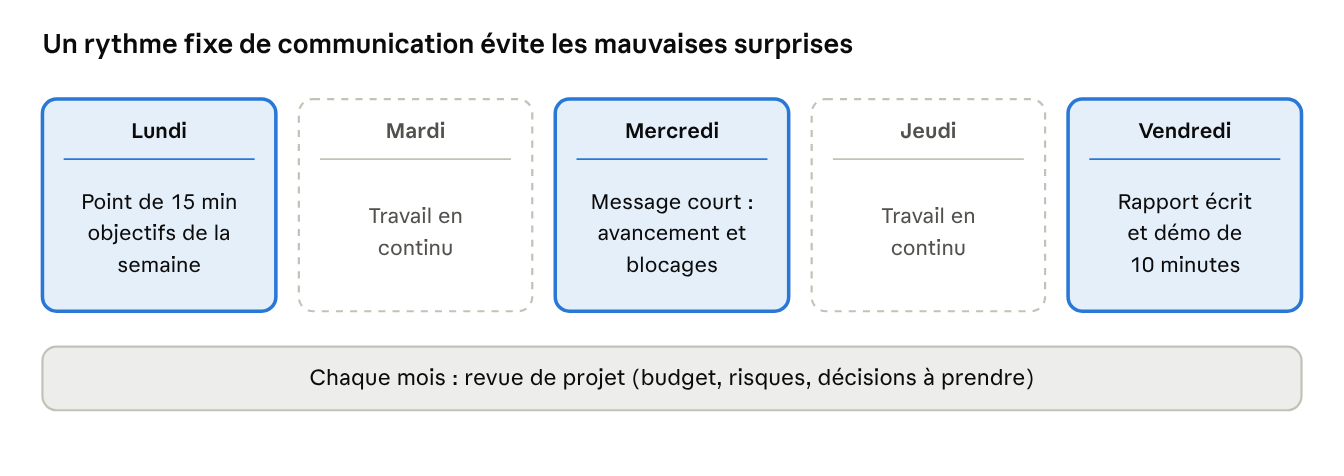 Un rythme fixe de communication évite les mauvaises surprises
Lundi
Point de 15 min
objectifs de la
semaine
Mardi
Travail en
continu
Mercredi
Message court :
avancement et
blocages
Jeudi
Travail en
continu
Vendredi
Rapport écrit
et démo de
10 minutes
Chaque mois : revue de projet (budget, risques, décisions à prendre)